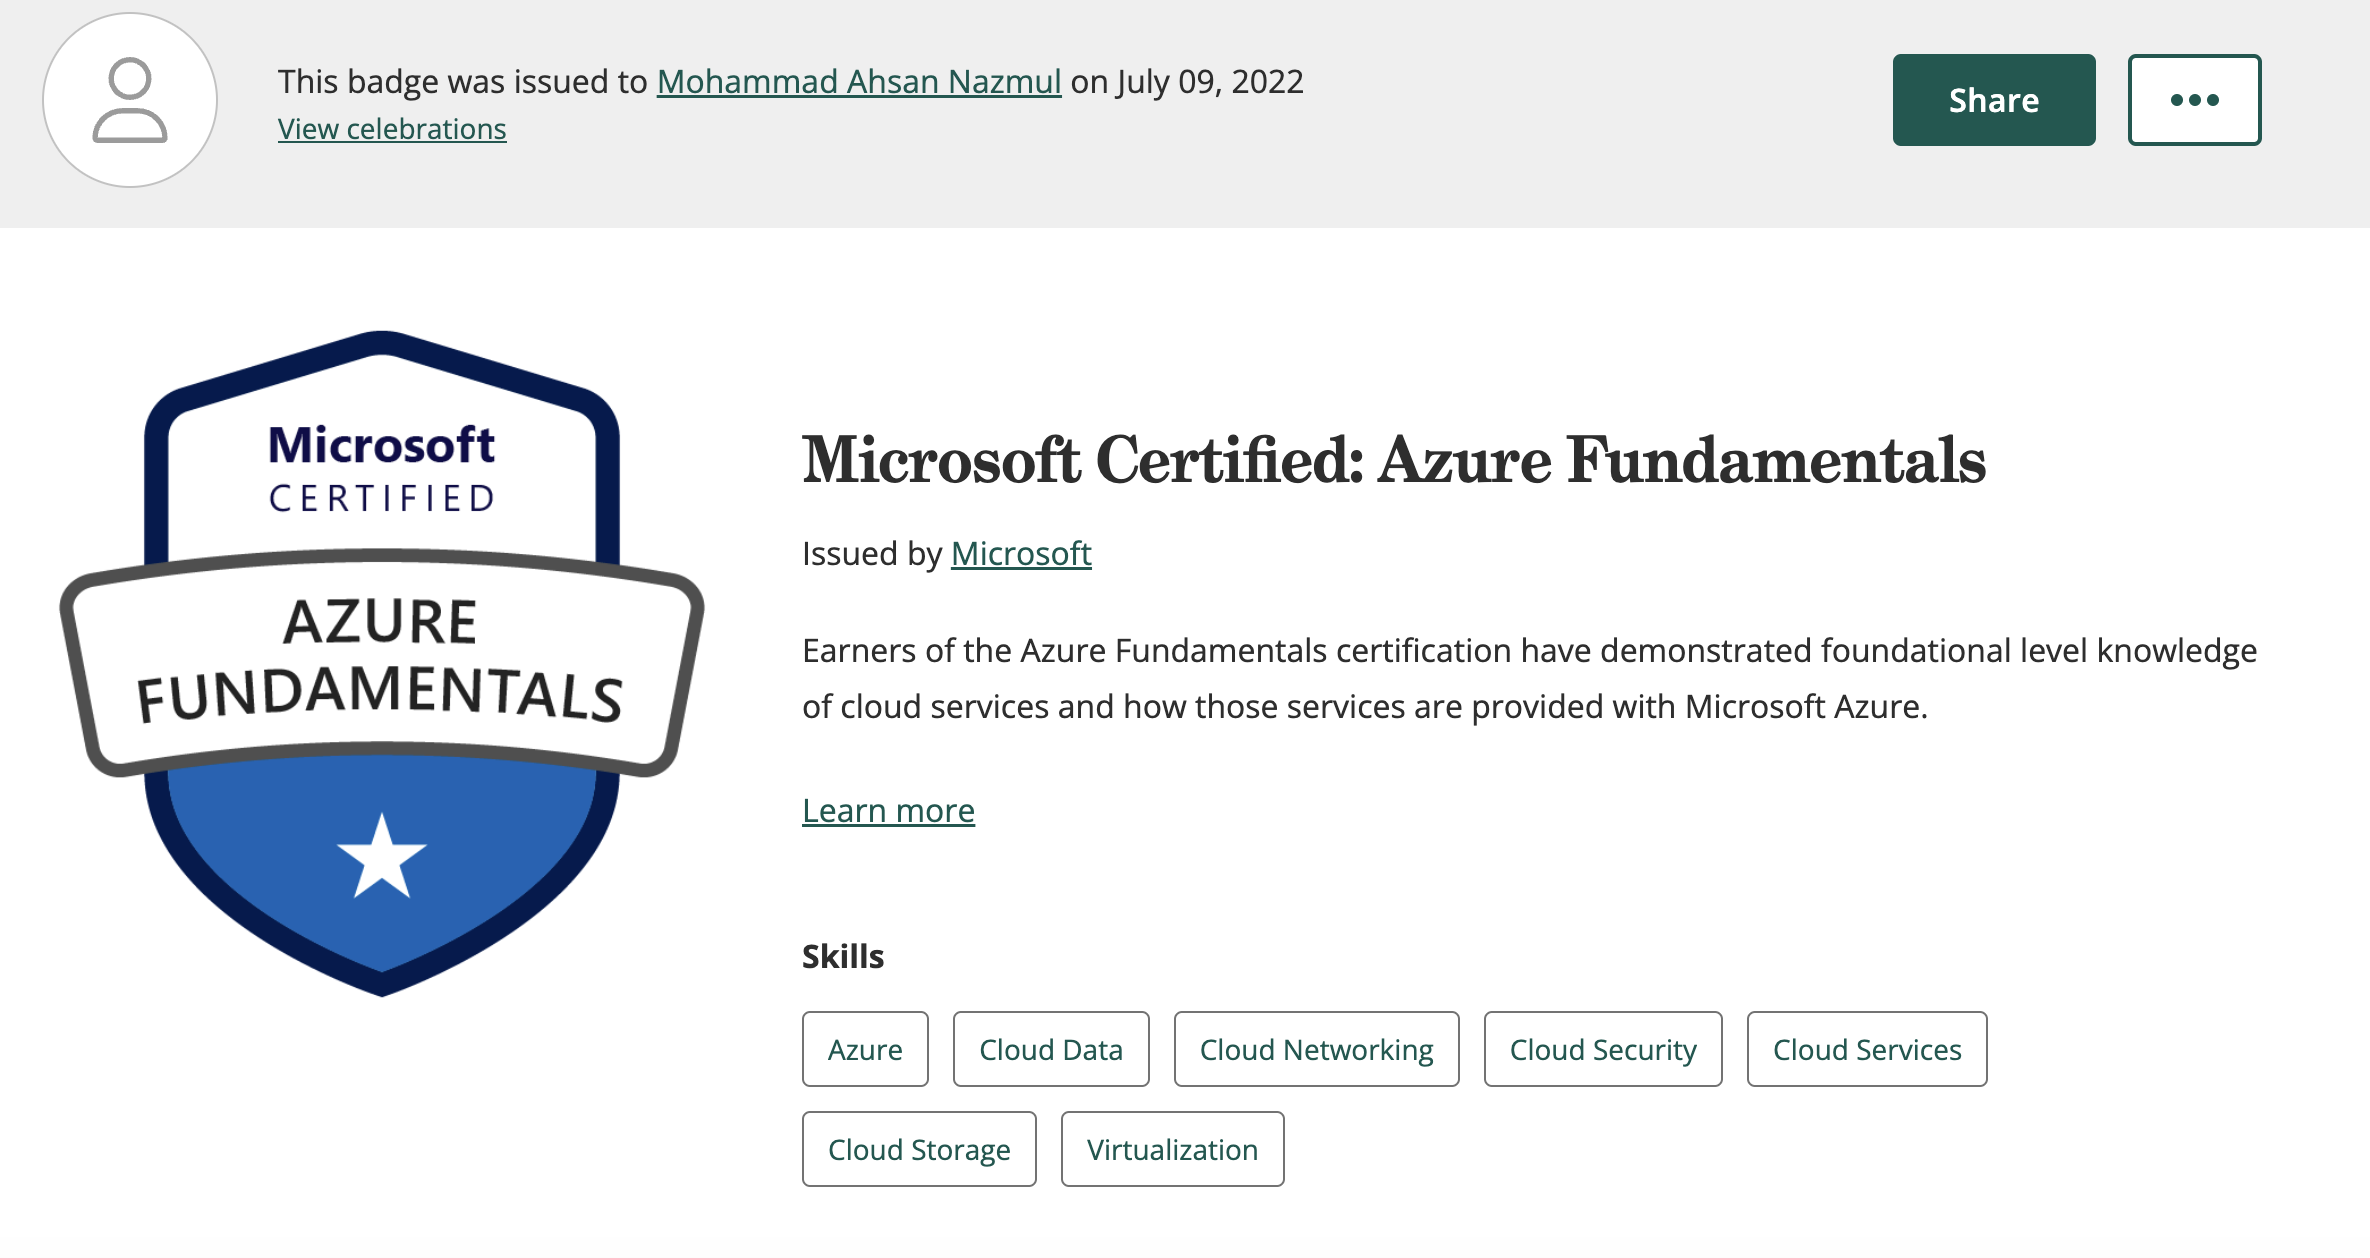 This badge was issued to Mohammad Ahsan Nazmul on July 09, 2022
View celebrations
Share
Microsoft
CERTIFIED
AZURE
FUNDAMENTALS
Microsoft Certified: Azure Fundamentals
Issued by Microsoft
Earners of the Azure Fundamentals certification have demonstrated foundational level knowledge
of cloud services and how those services are provided with Microsoft Azure.
Learn more
Skills
Azure Cloud Data Cloud Networking Cloud Security Cloud Services
Cloud Storage Virtualization